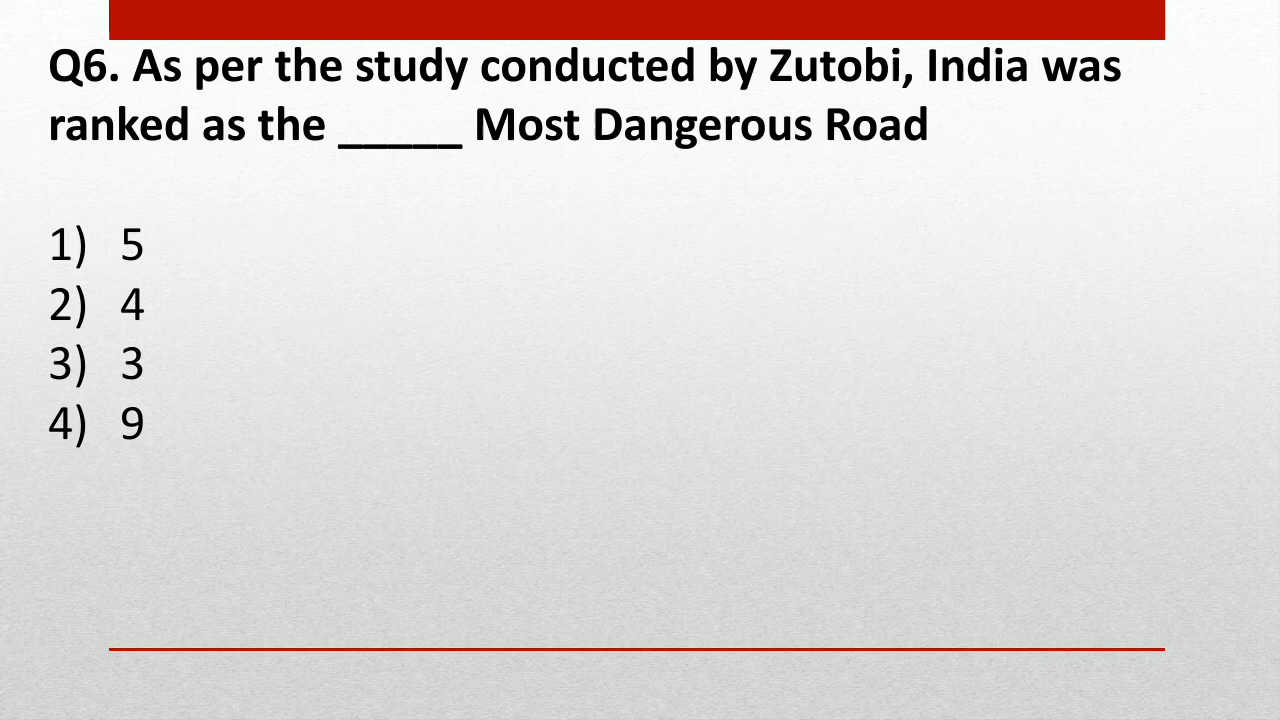 Q6. As per the study conducted by Zutobi, India was
ranked as the _____ Most Dangerous Road
1) 5
2) 4
3) 3
4) 9